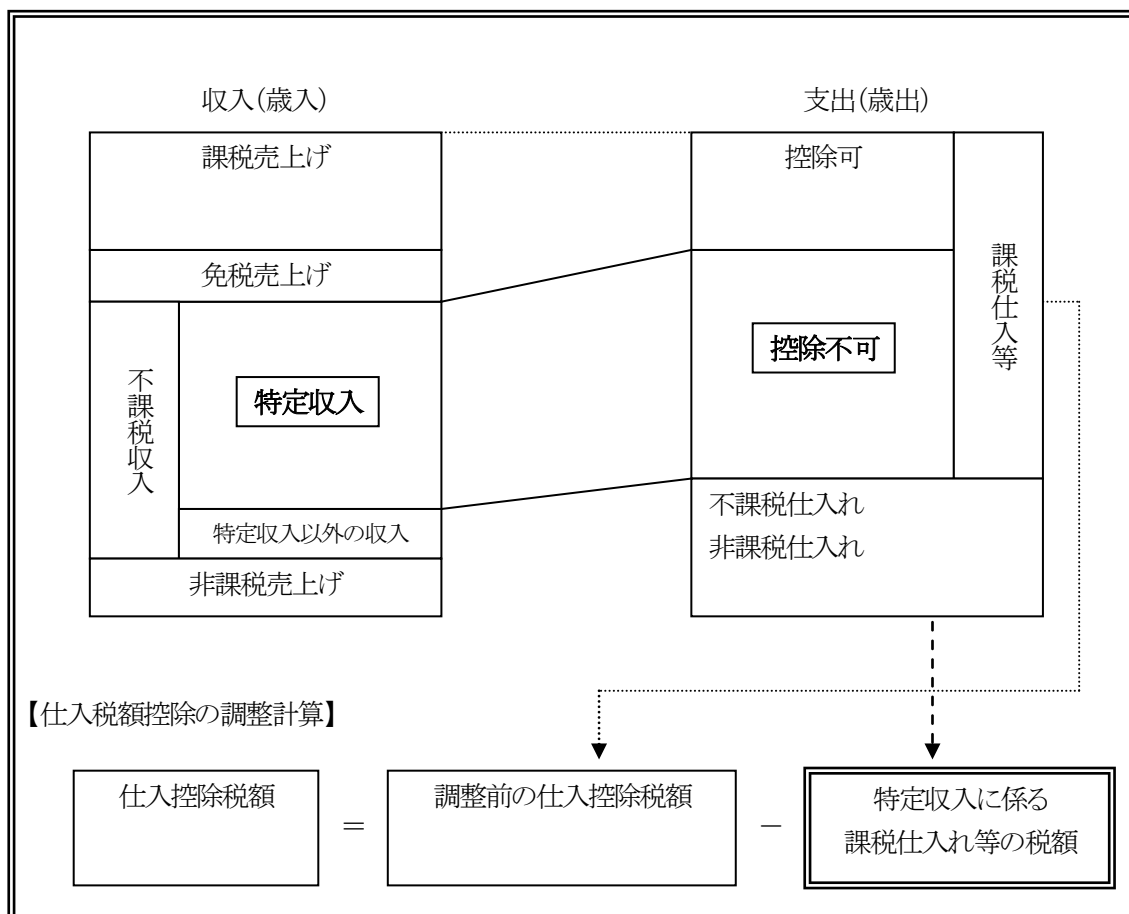 収入(歳入)
支出(歳出)
課税売上げ
控除可
免税売上げ
課税仕入等
不課税収入
特定収入
控除不可
特定収入以外の収入
非課税売上げ
不課税仕入れ
非課税仕入れ
【仕入税額控除の調整計算】
仕入控除税額
＝
調整前の仕入控除税額
－
特定収入に係る
課税仕入れ等の税額